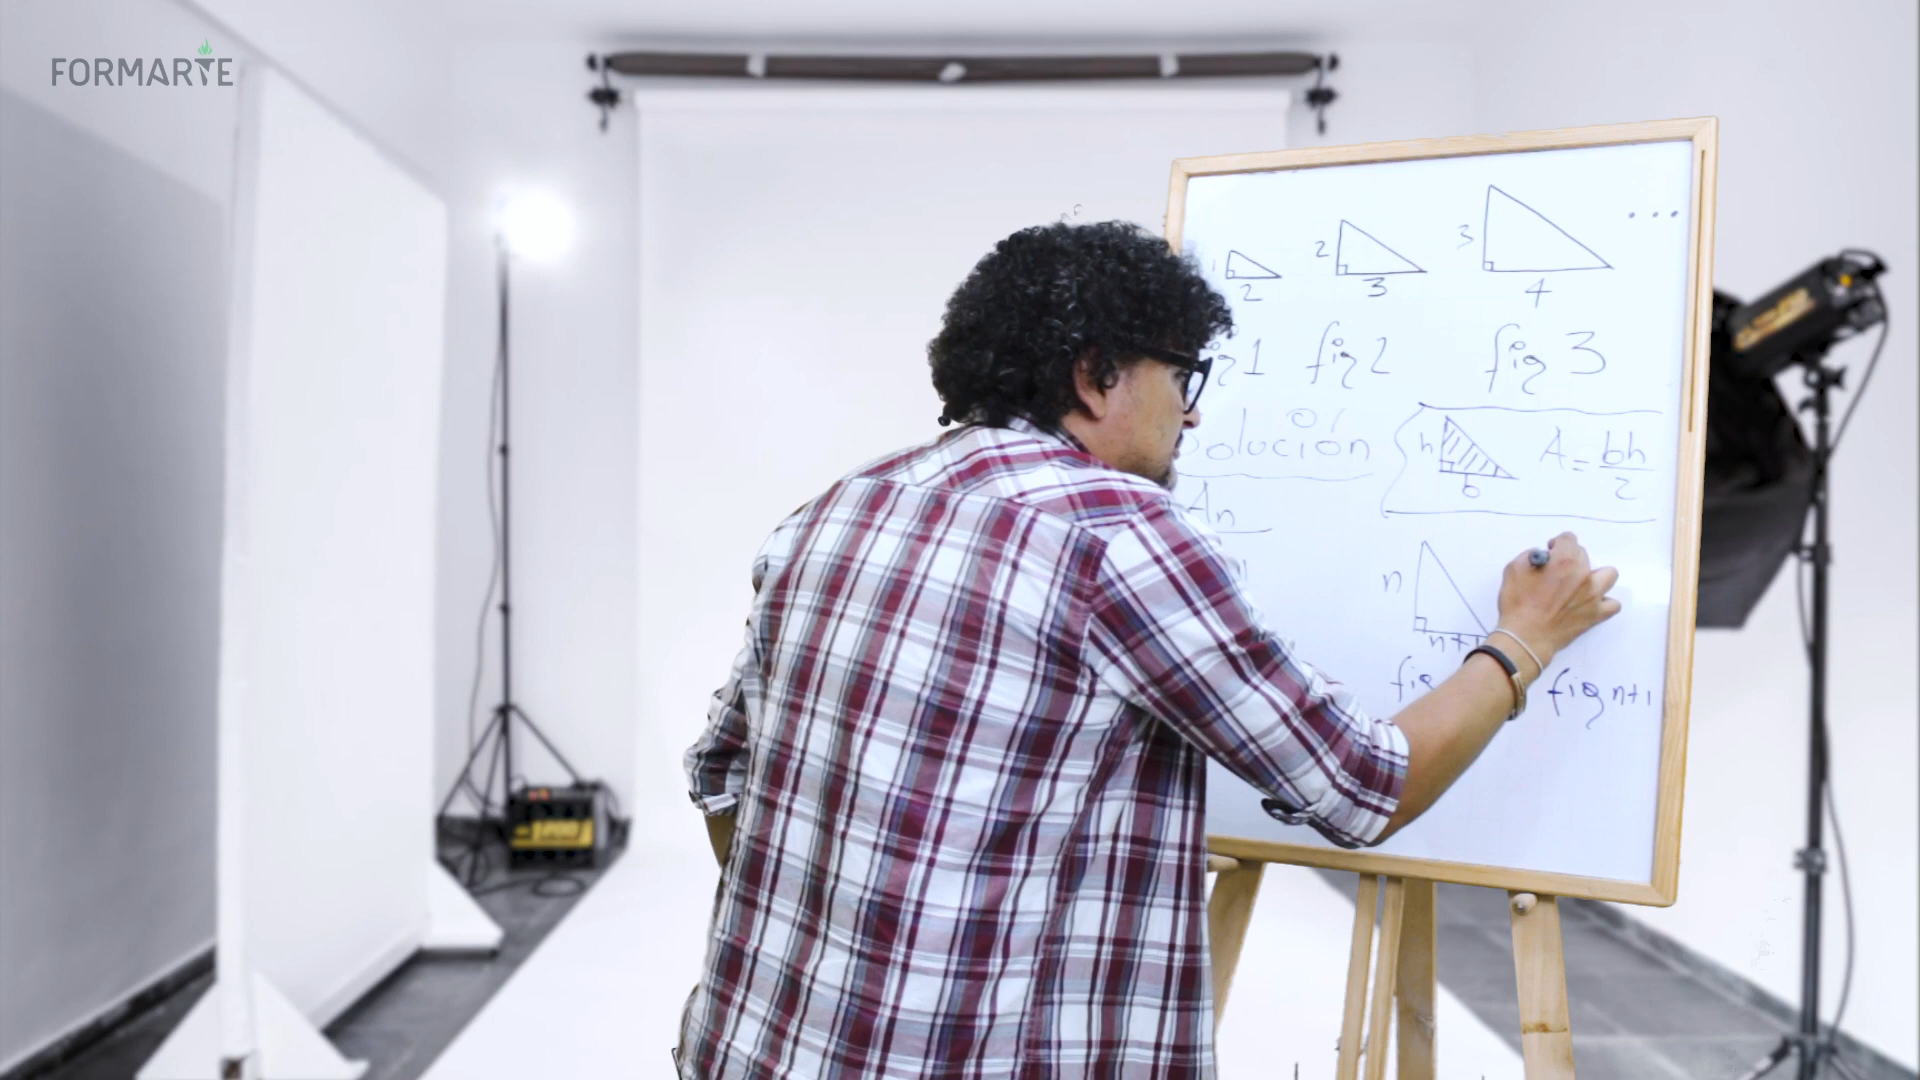 FORMARTE
1 2 2 3 3 4 ...
fig 2 fig 3
Solución
h b A = bh/2
An
n n+1
fig n+1